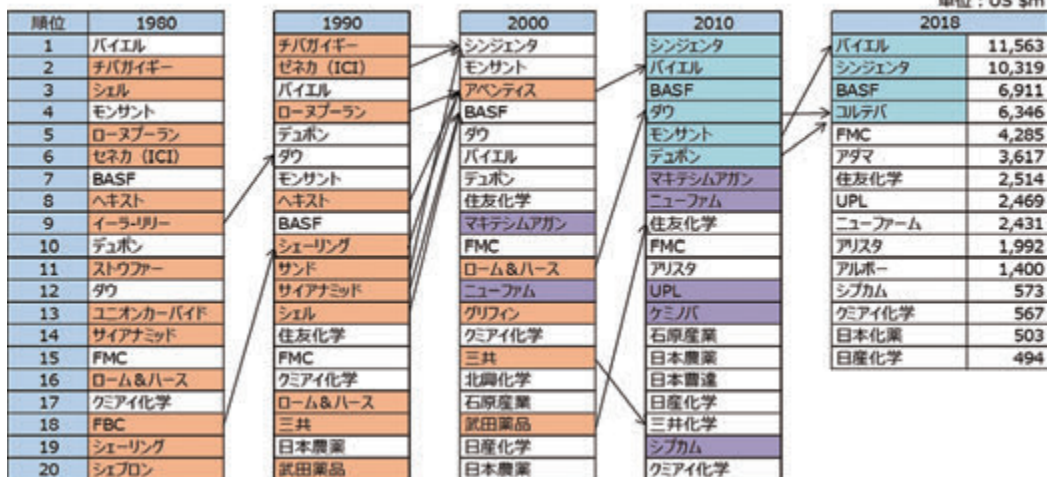 単位：US $m
順位 1980 1990 2000 2010 2018
1 バイエル チバガイギー シンジェンタ シンジェンタ バイエル 11,563
2 チバガイギー ゼネカ（ICI） モンサント バイエル シンジェンタ 10,319
3 シェル バイエル アベンティス BASF BASF 6,911
4 モンサント ローヌプーラン BASF ダウ コルテバ 6,346
5 ローヌプーラン デュポン ダウ モンサント FMC 4,285
6 セネカ（ICI） ダウ バイエル デュポン アダマ 3,617
7 BASF モンサント デュポン マキテシムアガン 住友化学 2,514
8 ヘキスト ヘキスト 住友化学 ニューファム UPL 2,469
9 イーラ-リリー BASF マキテシムアガン 住友化学 ニューファーム 2,431
10 デュポン シェーリング FMC FMC アリスタ 1,992
11 ストウファー サンド ローム＆ハース アリスタ アルボー 1,400
12 ダウ サイアナミッド ニューファム UPL シプカム 573
13 ユニオンカーバイド シェル グリフィン ケミノバ クミアイ化学 567
14 サイアナミッド 住友化学 クミアイ化学 石原産業 日本化薬 503
15 FMC FMC 三共 日本農薬 日産化学 494
16 ローム＆ハース クミアイ化学 北興化学 日本曹達
17 クミアイ化学 ローム＆ハース 石原産業 日産化学
18 FBC 三共 武田薬品 三井化学
19 シェーリング 日本農薬 日産化学 シプカム
20 シェブロン 武田薬品 日本農薬 クミアイ化学